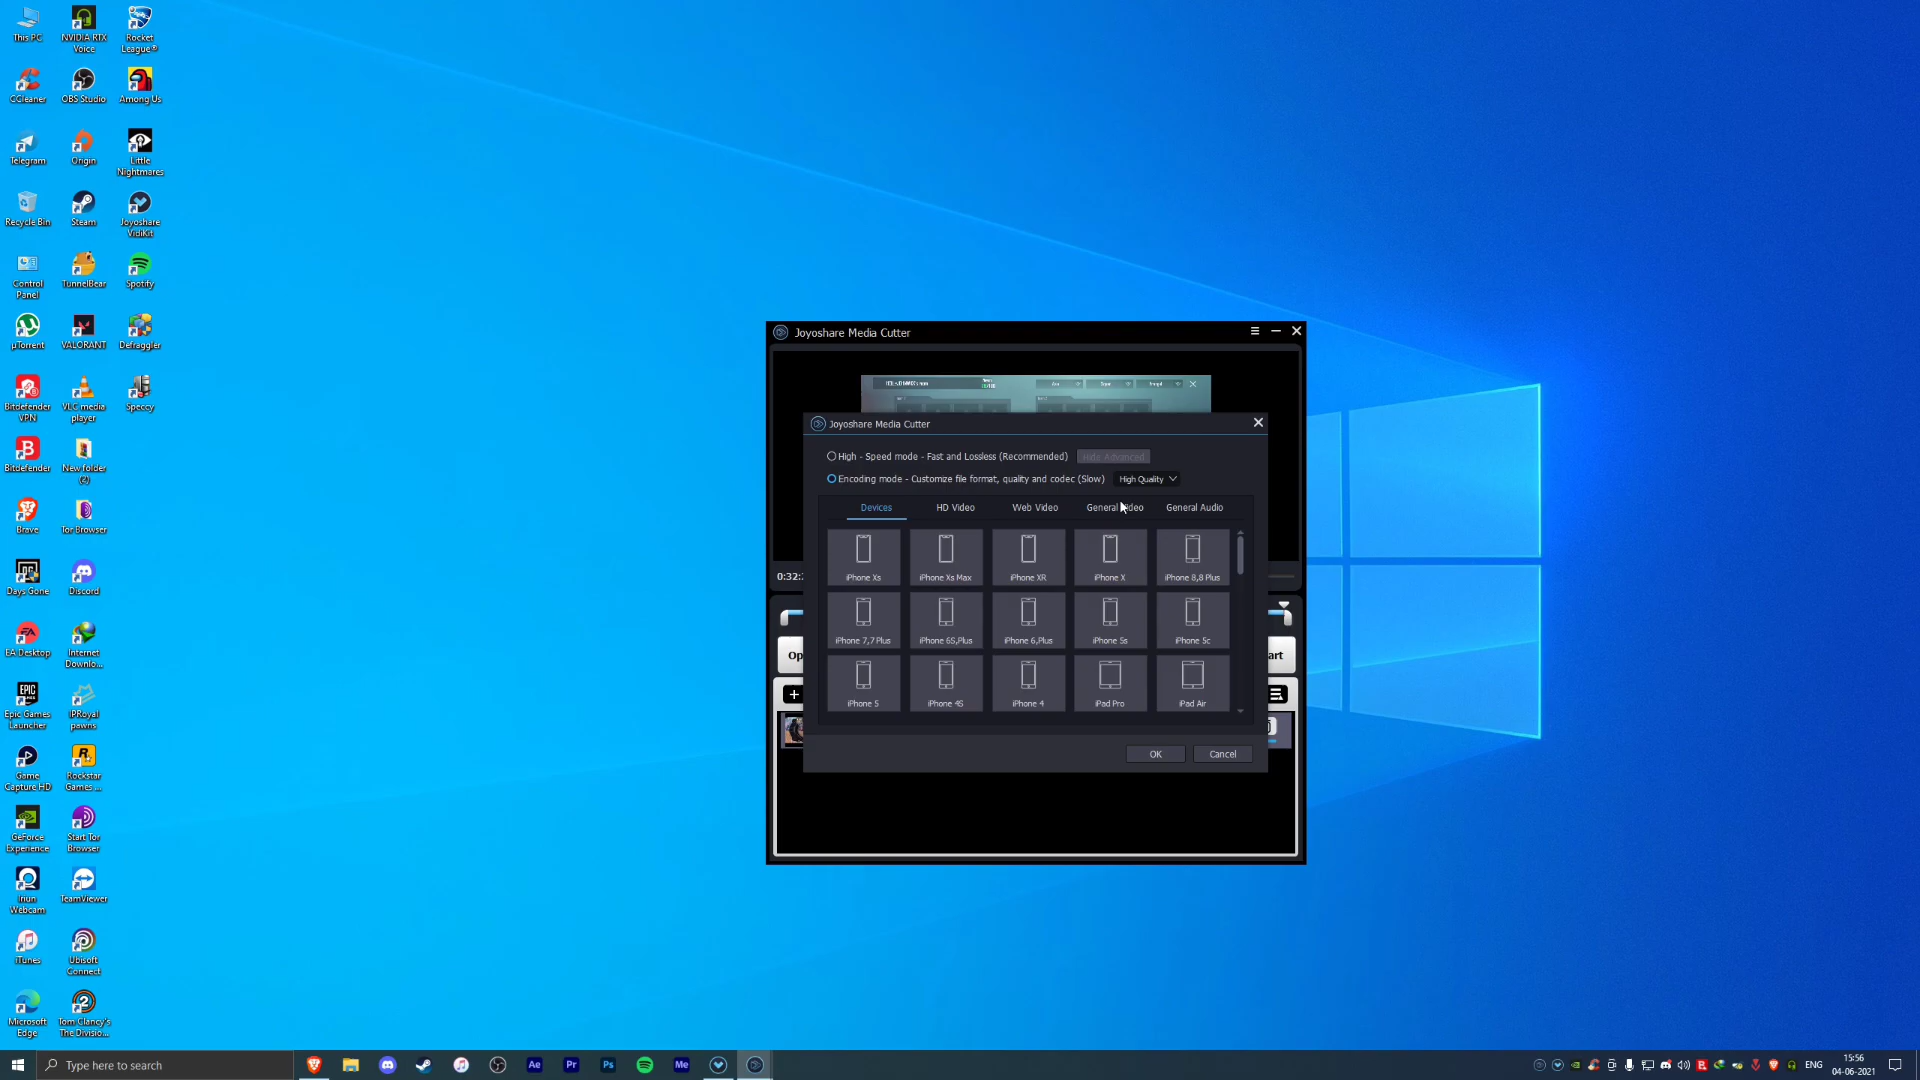 This PC
NVIDIA RTX
Voice
Rocket
League®
CCleaner
OBS Studio
Among Us
Telegram
Origin
Little
Nightmares
Recycle Bin
Steam
Joyoshare
VidiKit
Control
Panel
TunnelBear
Spotify
µTorrent
VALORANT
Defraggler
Bitdefender
VPN
VLC media
player
Speccy
Bitdefender
New folder
(2)
Brave
Tor Browser
Days Gone
Discord
EA Desktop
Internet
Downlo...
Epic Games
Launcher
IPRoyal
pawns
Game
Capture HD
Rockstar
Games ...
GeForce
Experience
Start Tor
Browser
Iriun
Webcam
TeamViewer
iTunes
Ubisoft
Connect
Microsoft
Edge
Tom Clancy's
The Divisio...
Joyoshare Media Cutter
Joyoshare Media Cutter
High - Speed mode - Fast and Lossless (Recommended)
Hide Advanced
Encoding mode - Customize file format, quality and codec (Slow)
High Quality
Devices
HD Video
Web Video
General Video
General Audio
iPhone Xs
iPhone Xs Max
iPhone XR
iPhone X
iPhone 8,8 Plus
iPhone 7,7 Plus
iPhone 6S,Plus
iPhone 6,Plus
iPhone 5s
iPhone 5c
iPhone 5
iPhone 4S
iPhone 4
iPad Pro
iPad Air
0:32:
Op
art
OK
Cancel
Type here to search
Ae
Pr
Ps
Me
ENG
15:56
04-06-2021